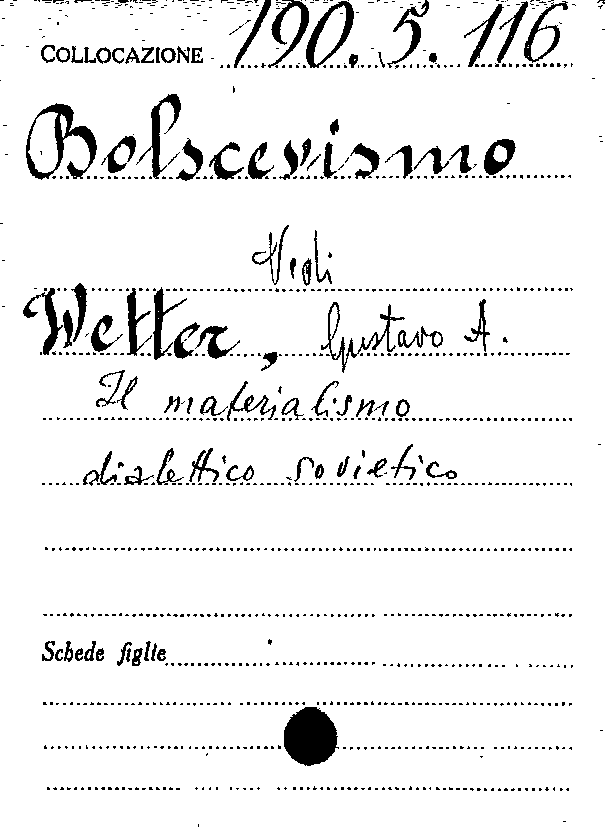 COLLOCAZIONE 190.5.116
Bolscevismo
Vedi
Wetter, Gustavo A.
Il materialismo
dialettico sovietico
Schede figlie